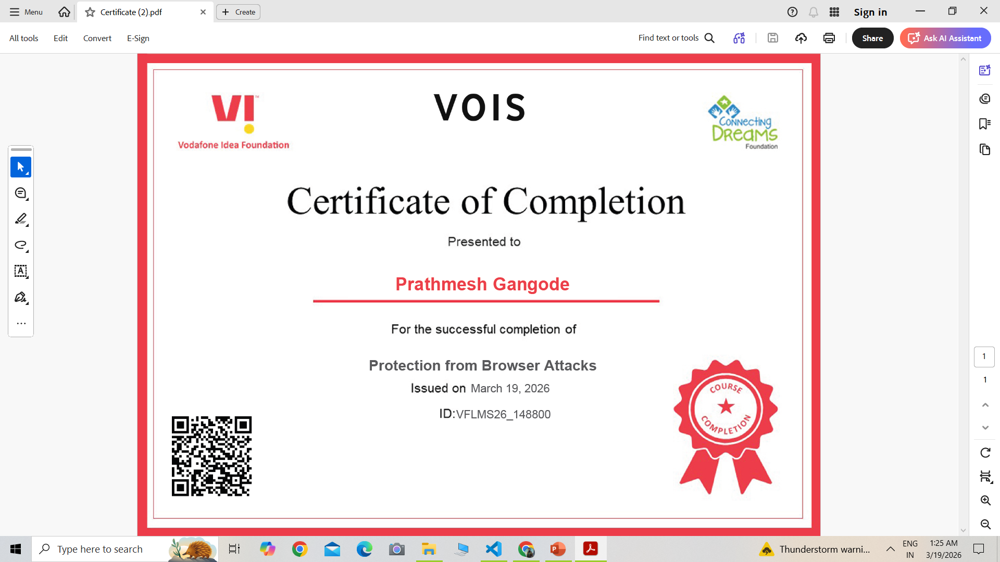 Menu
Certificate (2).pdf
Create
Sign in
All tools
Edit
Convert
E-Sign
Find text or tools
Share
Ask AI Assistant
VI
TM
Vodafone Idea Foundation
VOIS
Connecting
Dreams
Foundation
Certificate of Completion
Presented to
Prathmesh Gangode
For the successful completion of
Protection from Browser Attacks
Issued on March 19, 2026
ID:VFLMS26_148800
COURSE
COMPLETION
1
1
Type here to search
Thunderstorm warni...
ENG
IN
1:25 AM
3/19/2026